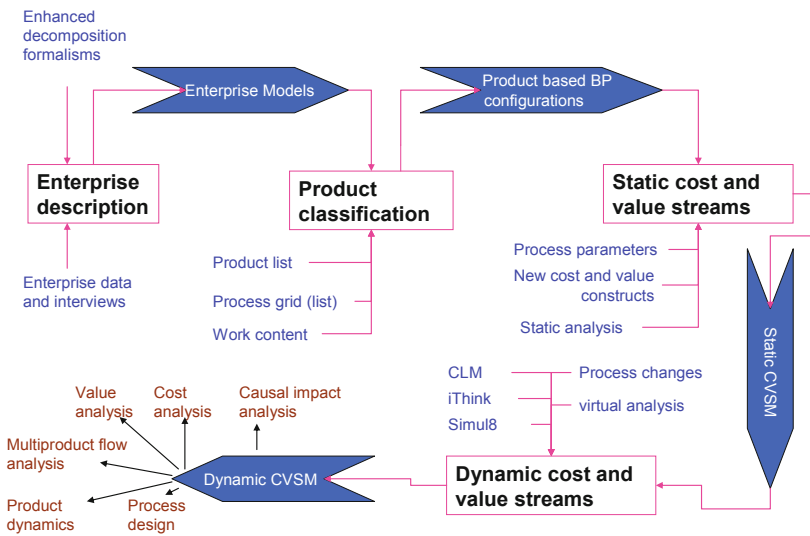 Enhanced
decomposition
formalisms
Enterprise Models
Product based BP
configurations
Enterprise
description
Product
classification
Static cost and
value streams
Enterprise data
and interviews
Product list
Process grid (list)
Work content
Process parameters
New cost and value
constructs
Static analysis
Static CVSM
CLM
iThink
Simul8
Process changes
virtual analysis
Dynamic cost and
value streams
Dynamic CVSM
Value
analysis
Cost
analysis
Causal impact
analysis
Multiproduct flow
analysis
Product
dynamics
Process
design